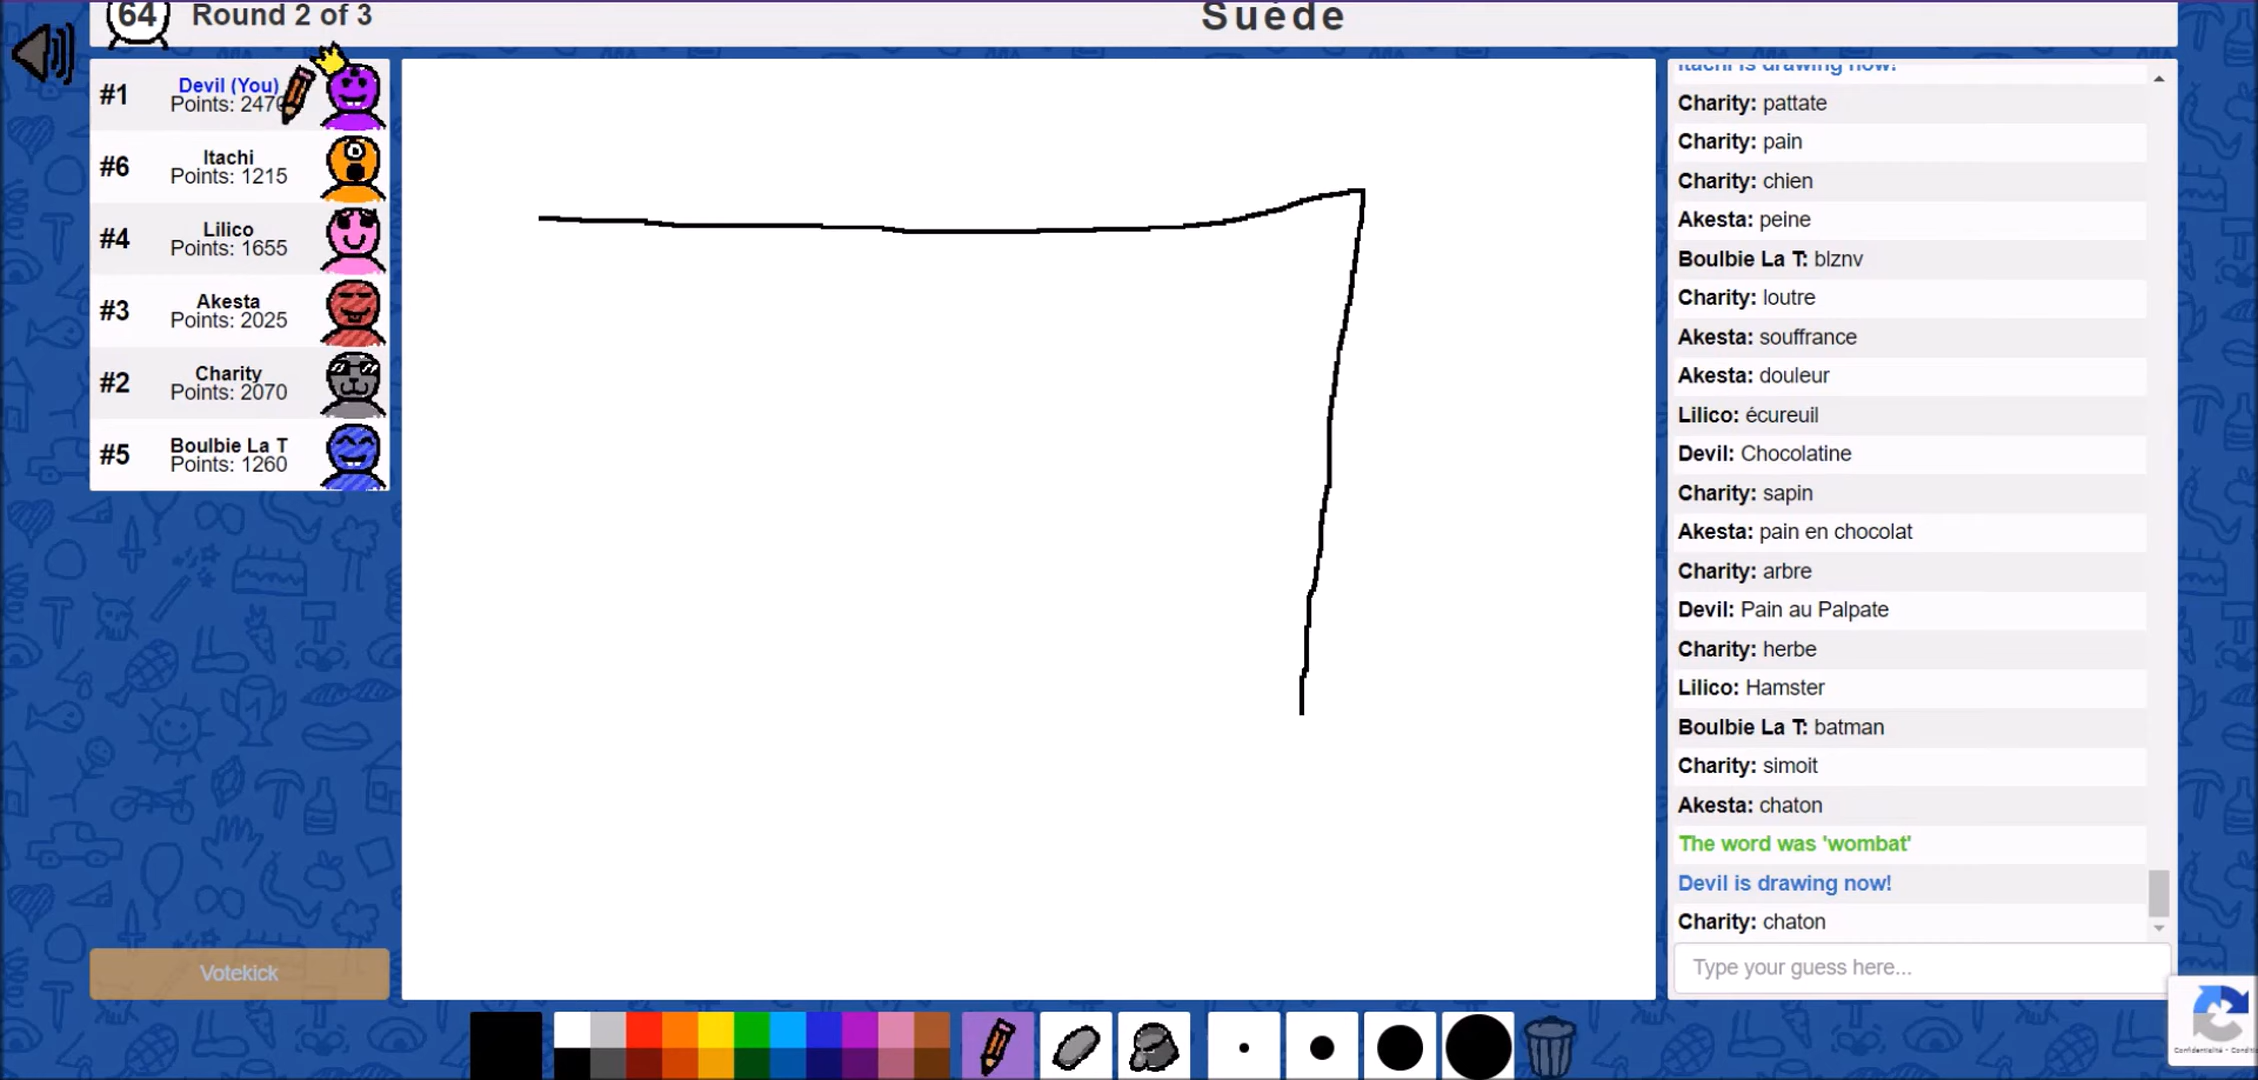 64
Round 2 of 3
Suède
#1
Devil (You)
Points: 2470
#6
Itachi
Points: 1215
#4
Lilico
Points: 1655
#3
Akesta
Points: 2025
#2
Charity
Points: 2070
#5
Boulbie La T
Points: 1260
Votekick
Itachi is drawing now!
Charity: pattate
Charity: pain
Charity: chien
Akesta: peine
Boulbie La T: blznv
Charity: loutre
Akesta: souffrance
Akesta: douleur
Lilico: écureuil
Devil: Chocolatine
Charity: sapin
Akesta: pain en chocolat
Charity: arbre
Devil: Pain au Palpate
Charity: herbe
Lilico: Hamster
Boulbie La T: batman
Charity: simoit
Akesta: chaton
The word was 'wombat'
Devil is drawing now!
Charity: chaton
Type your guess here...